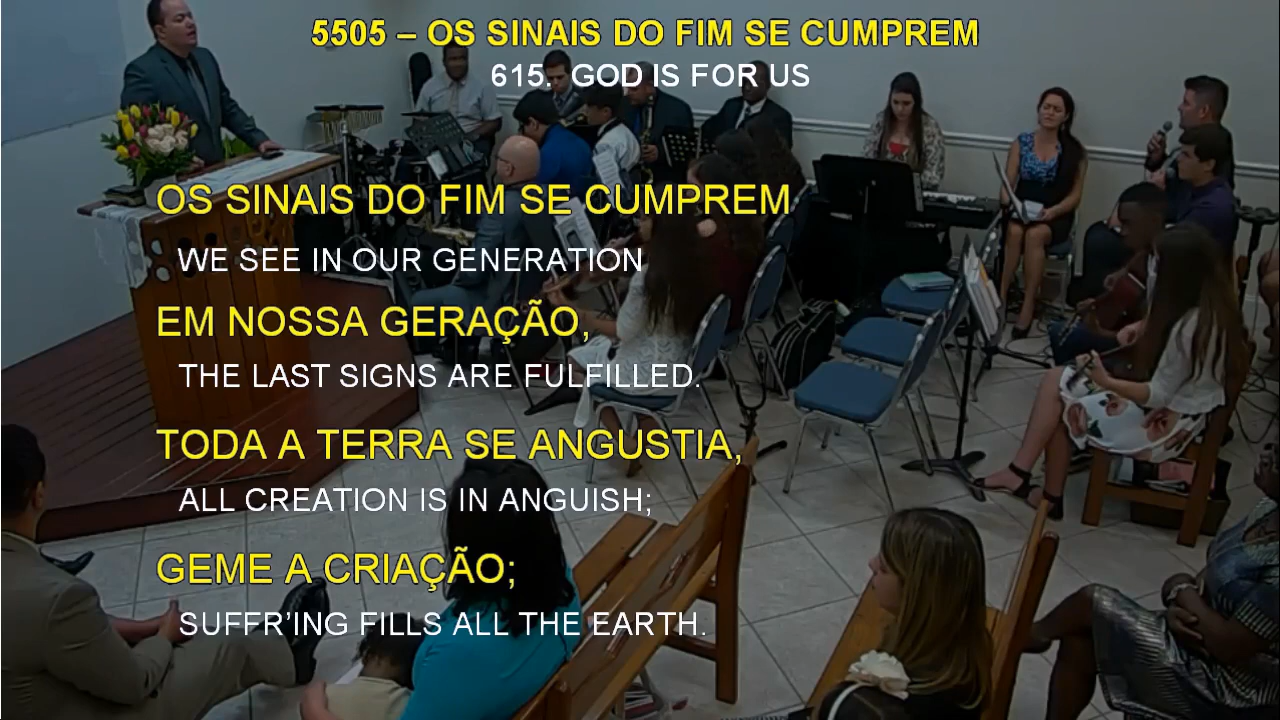 5505 – OS SINAIS DO FIM SE CUMPREM
615. GOD IS FOR US
OS SINAIS DO FIM SE CUMPREM
WE SEE IN OUR GENERATION
EM NOSSA GERAÇÃO,
THE LAST SIGNS ARE FULFILLED.
TODA A TERRA SE ANGUSTIA,
ALL CREATION IS IN ANGUISH;
GEME A CRIAÇÃO;
SUFFR’ING FILLS ALL THE EARTH.